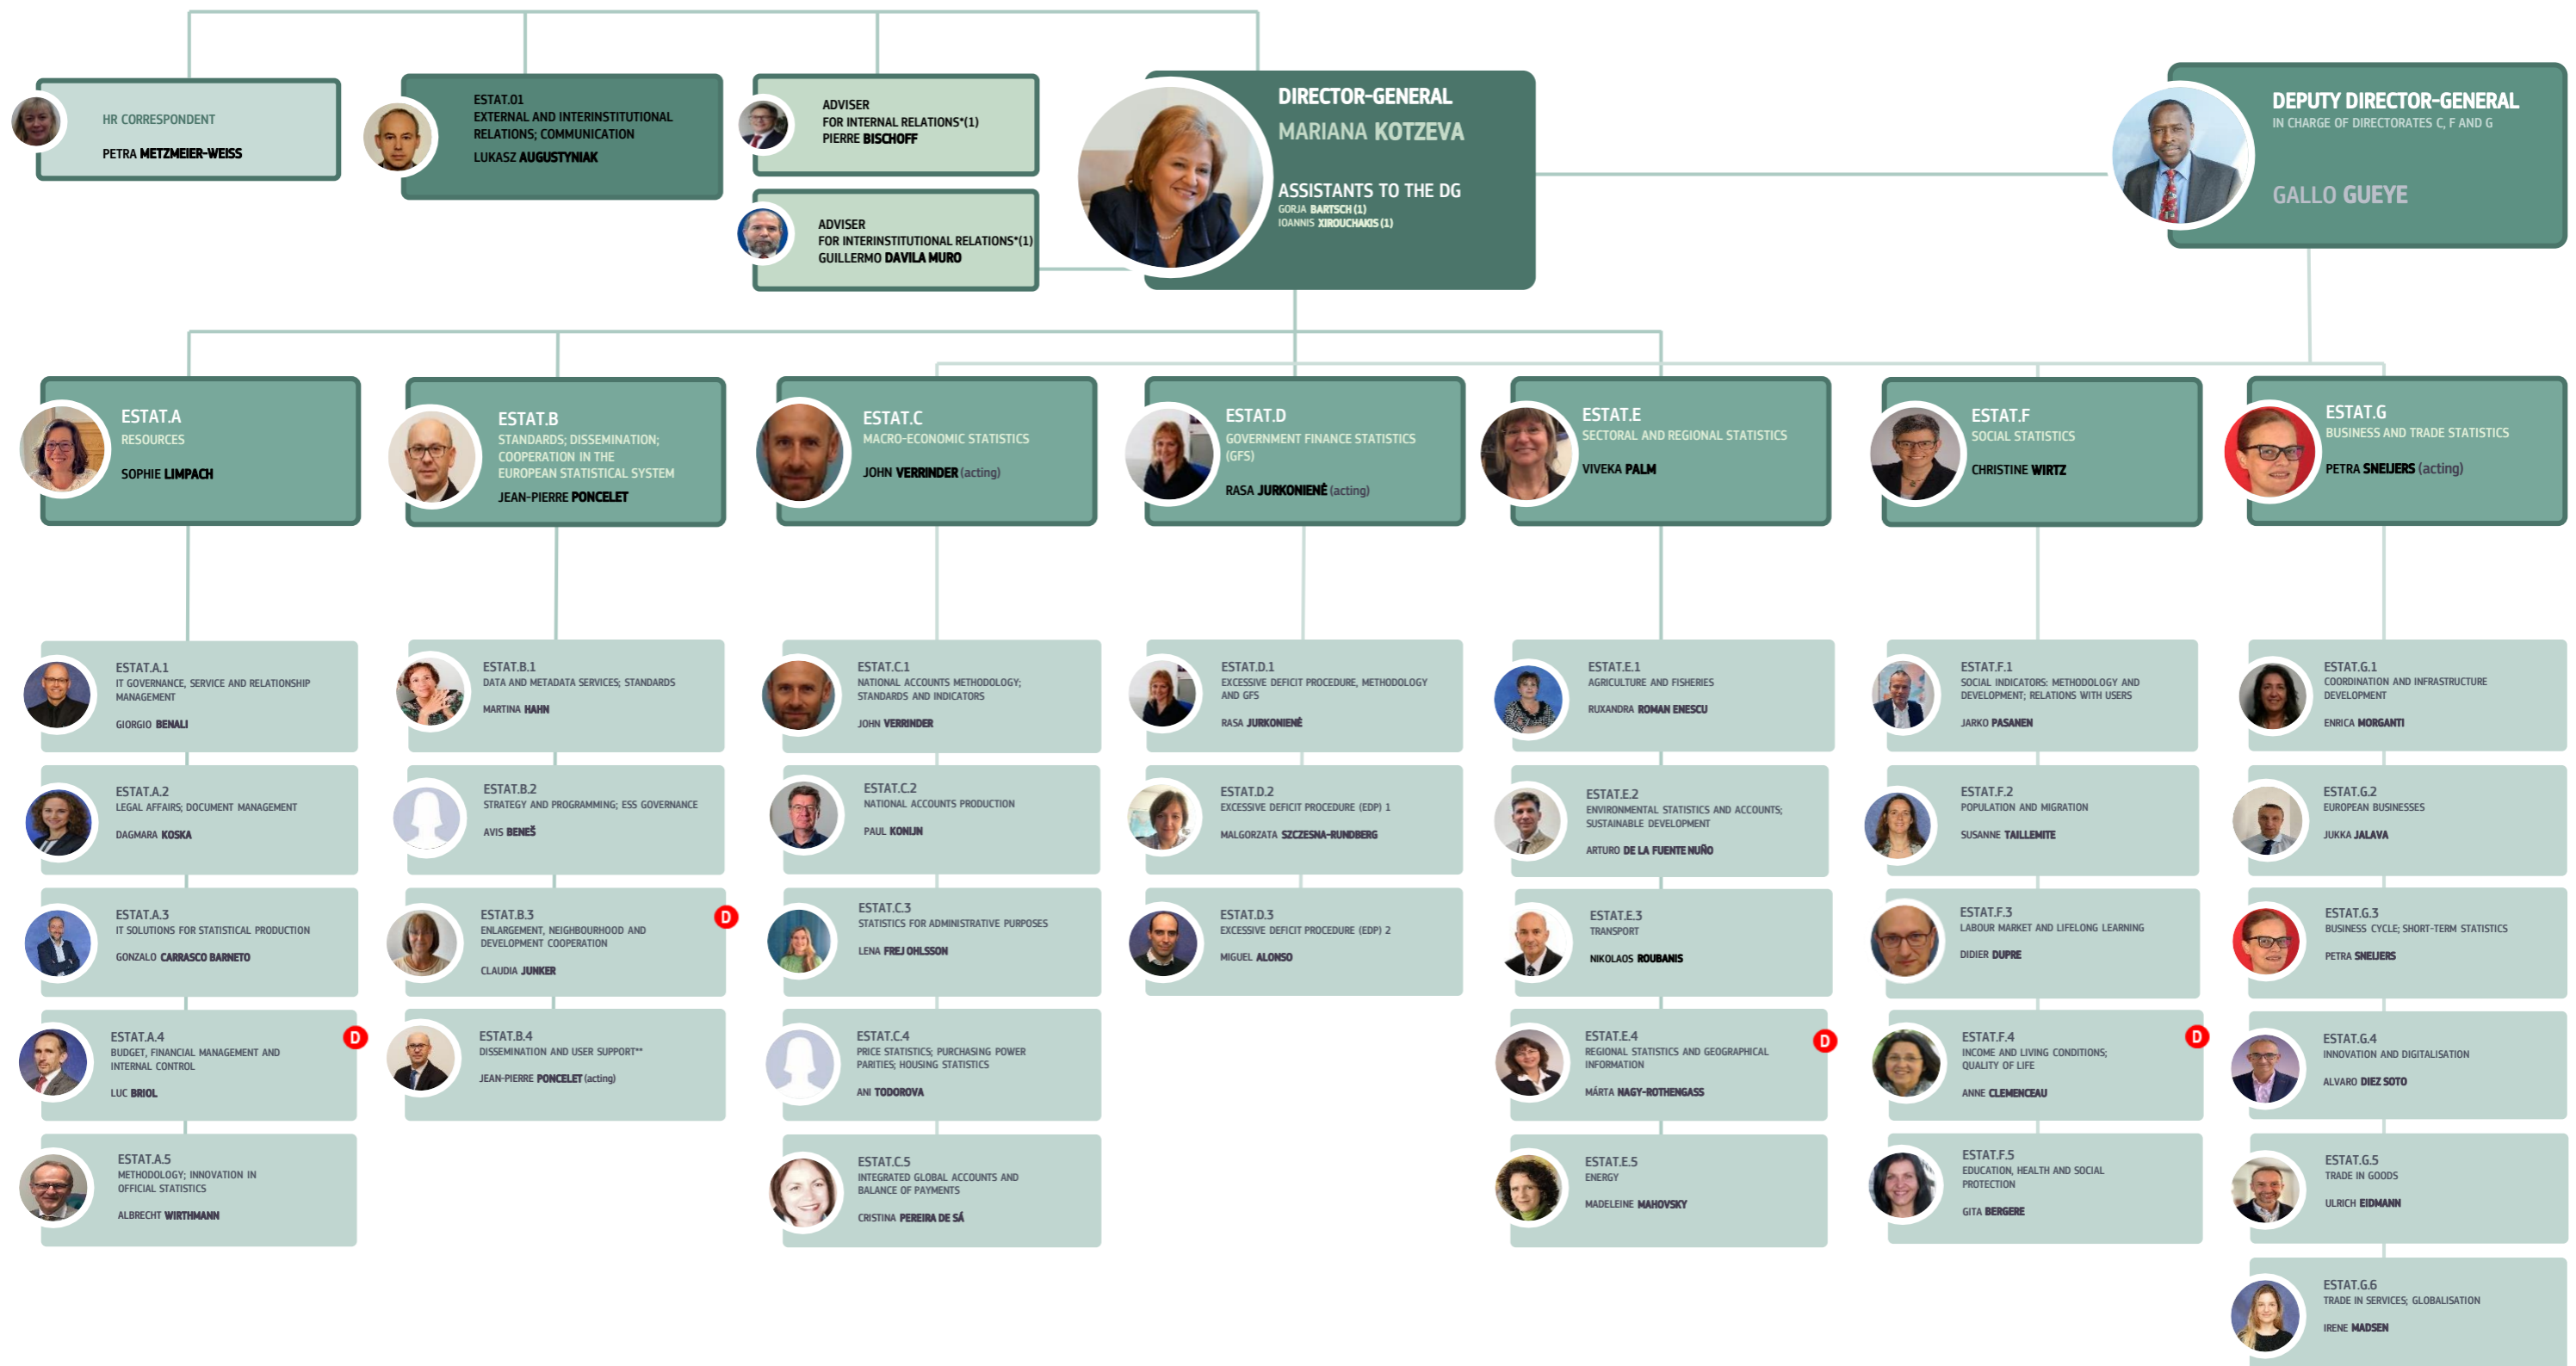 HR CORRESPONDENT
PETRA METZMEIER-WEISS
ESTAT.01
EXTERNAL AND INTERINSTITUTIONAL
RELATIONS; COMMUNICATION
LUKASZ AUGUSTYNIAK
ADVISER
FOR INTERNAL RELATIONS*(1)
PIERRE BISCHOFF
ADVISER
FOR INTERINSTITUTIONAL RELATIONS*(1)
GUILLERMO DAVILA MURO
DIRECTOR-GENERAL
MARIANA KOTZEVA
ASSISTANTS TO THE DG
GORJA BARTSCH (1)
IOANNIS XIROUCHAKIS (1)
DEPUTY DIRECTOR-GENERAL
IN CHARGE OF DIRECTORATES C, F AND G
GALLO GUEYE
ESTAT.A
RESOURCES
SOPHIE LIMPACH
ESTAT.B
STANDARDS; DISSEMINATION;
COOPERATION IN THE
EUROPEAN STATISTICAL SYSTEM
JEAN-PIERRE PONCELET
ESTAT.C
MACRO-ECONOMIC STATISTICS
JOHN VERRINDER (acting)
ESTAT.D
GOVERNMENT FINANCE STATISTICS
(GFS)
RASA JURKONIENĖ (acting)
ESTAT.E
SECTORAL AND REGIONAL STATISTICS
VIVEKA PALM
ESTAT.F
SOCIAL STATISTICS
CHRISTINE WIRTZ
ESTAT.G
BUSINESS AND TRADE STATISTICS
PETRA SNEIJERS (acting)
ESTAT.A.1
IT GOVERNANCE, SERVICE AND RELATIONSHIP
MANAGEMENT
GIORGIO BENALI
ESTAT.A.2
LEGAL AFFAIRS; DOCUMENT MANAGEMENT
DAGMARA KOSKA
ESTAT.A.3
IT SOLUTIONS FOR STATISTICAL PRODUCTION
GONZALO CARRASCO BARNETO
ESTAT.A.4
D
BUDGET, FINANCIAL MANAGEMENT AND
INTERNAL CONTROL
LUC BRIOL
ESTAT.A.5
METHODOLOGY; INNOVATION IN
OFFICIAL STATISTICS
ALBRECHT WIRTHMANN
ESTAT.B.1
DATA AND METADATA SERVICES; STANDARDS
MARTINA HAHN
ESTAT.B.2
STRATEGY AND PROGRAMMING; ESS GOVERNANCE
AVIS BENEŠ
ESTAT.B.3
D
ENLARGEMENT, NEIGHBOURHOOD AND
DEVELOPMENT COOPERATION
CLAUDIA JUNKER
ESTAT.B.4
DISSEMINATION AND USER SUPPORT**
JEAN-PIERRE PONCELET (acting)
ESTAT.C.1
NATIONAL ACCOUNTS METHODOLOGY;
STANDARDS AND INDICATORS
JOHN VERRINDER
ESTAT.C.2
NATIONAL ACCOUNTS PRODUCTION
PAUL KONIJN
ESTAT.C.3
STATISTICS FOR ADMINISTRATIVE PURPOSES
LENA FREJ OHLSSON
ESTAT.C.4
PRICE STATISTICS; PURCHASING POWER
PARITIES; HOUSING STATISTICS
ANI TODOROVA
ESTAT.C.5
INTEGRATED GLOBAL ACCOUNTS AND
BALANCE OF PAYMENTS
CRISTINA PEREIRA DE SÁ
ESTAT.D.1
EXCESSIVE DEFICIT PROCEDURE, METHODOLOGY
AND GFS
RASA JURKONIENĖ
ESTAT.D.2
EXCESSIVE DEFICIT PROCEDURE (EDP) 1
MALGORZATA SZCZESNA-RUNDBERG
ESTAT.D.3
EXCESSIVE DEFICIT PROCEDURE (EDP) 2
MIGUEL ALONSO
ESTAT.E.1
AGRICULTURE AND FISHERIES
RUXANDRA ROMAN ENESCU
ESTAT.E.2
ENVIRONMENTAL STATISTICS AND ACCOUNTS;
SUSTAINABLE DEVELOPMENT
ARTURO DE LA FUENTE NUÑO
ESTAT.E.3
TRANSPORT
NIKOLAOS ROUBANIS
ESTAT.E.4
D
REGIONAL STATISTICS AND GEOGRAPHICAL
INFORMATION
MÁRTA NAGY-ROTHENGASS
ESTAT.E.5
ENERGY
MADELEINE MAHOVSKY
ESTAT.F.1
SOCIAL INDICATORS: METHODOLOGY AND
DEVELOPMENT; RELATIONS WITH USERS
JARKO PASANEN
ESTAT.F.2
POPULATION AND MIGRATION
SUSANNE TAILLEMITE
ESTAT.F.3
LABOUR MARKET AND LIFELONG LEARNING
DIDIER DUPRE
ESTAT.F.4
D
INCOME AND LIVING CONDITIONS;
QUALITY OF LIFE
ANNE CLEMENCEAU
ESTAT.F.5
EDUCATION, HEALTH AND SOCIAL
PROTECTION
GITA BERGERE
ESTAT.G.1
COORDINATION AND INFRASTRUCTURE
DEVELOPMENT
ENRICA MORGANTI
ESTAT.G.2
EUROPEAN BUSINESSES
JUKKA JALAVA
ESTAT.G.3
BUSINESS CYCLE; SHORT-TERM STATISTICS
PETRA SNEIJERS
ESTAT.G.4
INNOVATION AND DIGITALISATION
ALVARO DIEZ SOTO
ESTAT.G.5
TRADE IN GOODS
ULRICH EIDMANN
ESTAT.G.6
TRADE IN SERVICES; GLOBALISATION
IRENE MADSEN